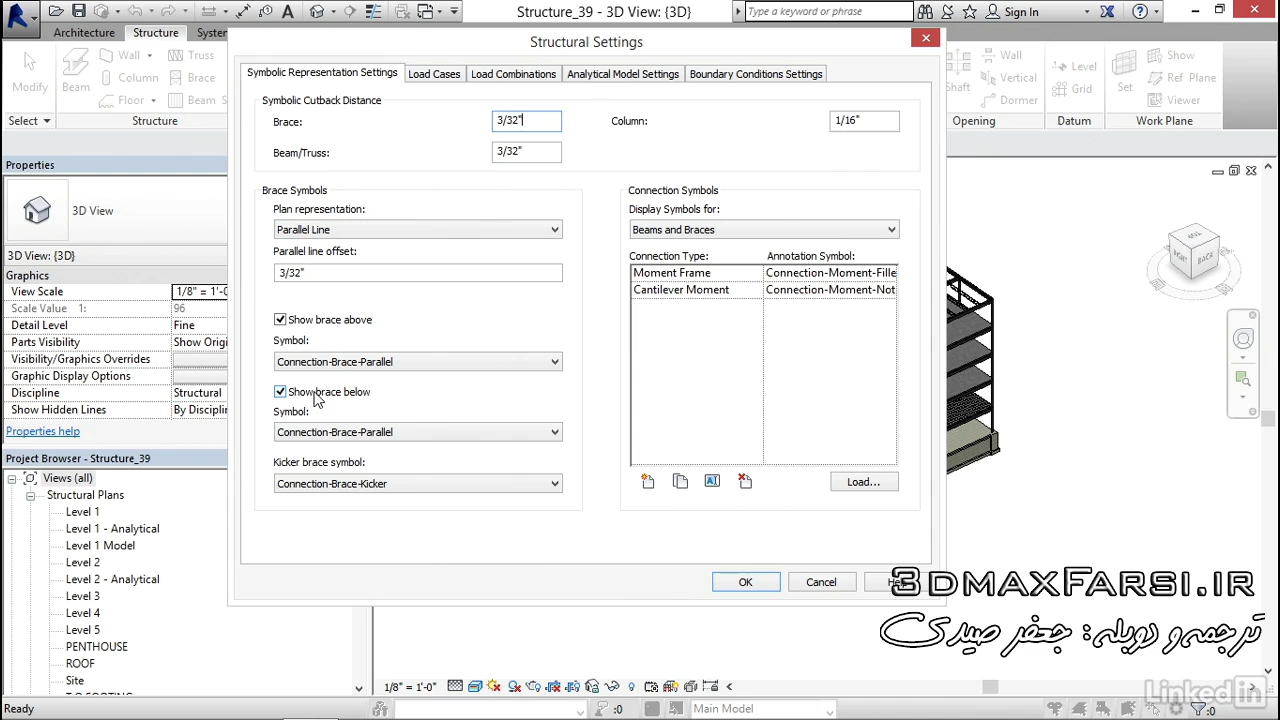 Structure_39 - 3D View: {3D}
Type a keyword or phrase
Sign In
Architecture
Structure
System
Modify
Beam
Wall
Column
Floor
Truss
Brace
Beam S
Select
Structure
Shaft
Wall
Vertical
Dormer
Opening
Level
Grid
Datum
Set
Show
Ref Plane
Viewer
Work Plane
Properties
3D View
3D View: {3D}
Graphics
View Scale 1/8" = 1'-0
Scale Value 1: 96
Detail Level Fine
Parts Visibility Show Origi
Visibility/Graphics Overrides
Graphic Display Options
Discipline Structural
Show Hidden Lines By Disciplin
Properties help
Project Browser - Structure_39
Views (all)
Structural Plans
Level 1
Level 1 - Analytical
Level 1 Model
Level 2
Level 2 - Analytical
Level 3
Level 4
Level 5
PENTHOUSE
ROOF
Site
T.O FOOTING
Structural Settings
Symbolic Representation Settings
Load Cases
Load Combinations
Analytical Model Settings
Boundary Conditions Settings
Symbolic Cutback Distance
Brace: 3/32"
Column: 1/16"
Beam/Truss: 3/32"
Brace Symbols
Plan representation:
Parallel Line
Parallel line offset:
3/32"
Show brace above
Symbol:
Connection-Brace-Parallel
Show brace below
Symbol:
Connection-Brace-Parallel
Kicker brace symbol:
Connection-Brace-Kicker
Connection Symbols
Display Symbols for:
Beams and Braces
Connection Type: Annotation Symbol:
Moment Frame Connection-Moment-Fille
Cantilever Moment Connection-Moment-Not
Load...
OK
Cancel
Help
RIGHT
BACK
3DMAXFARSI.IR
ترجمه و دوبله: جعفر صیدی
1/8" = 1'-0"
Ready
:0
Main Model
:0
Linked in